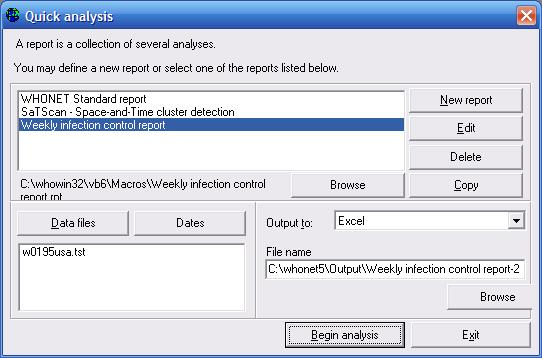 Quick analysis
A report is a collection of several analyses.
You may define a new report or select one of the reports listed below.
WHONET Standard report
SaTScan - Space-and-Time cluster detection
Weekly infection control report
New report
Edit
Delete
Copy
C:\whowin32\vb6\Macros\Weekly infection control
report.rpt
Browse
Data files
Dates
w0195usa.tst
Output to:
Excel
File name
C:\whonet5\Output\Weekly infection control report-2
Browse
Begin analysis
Exit